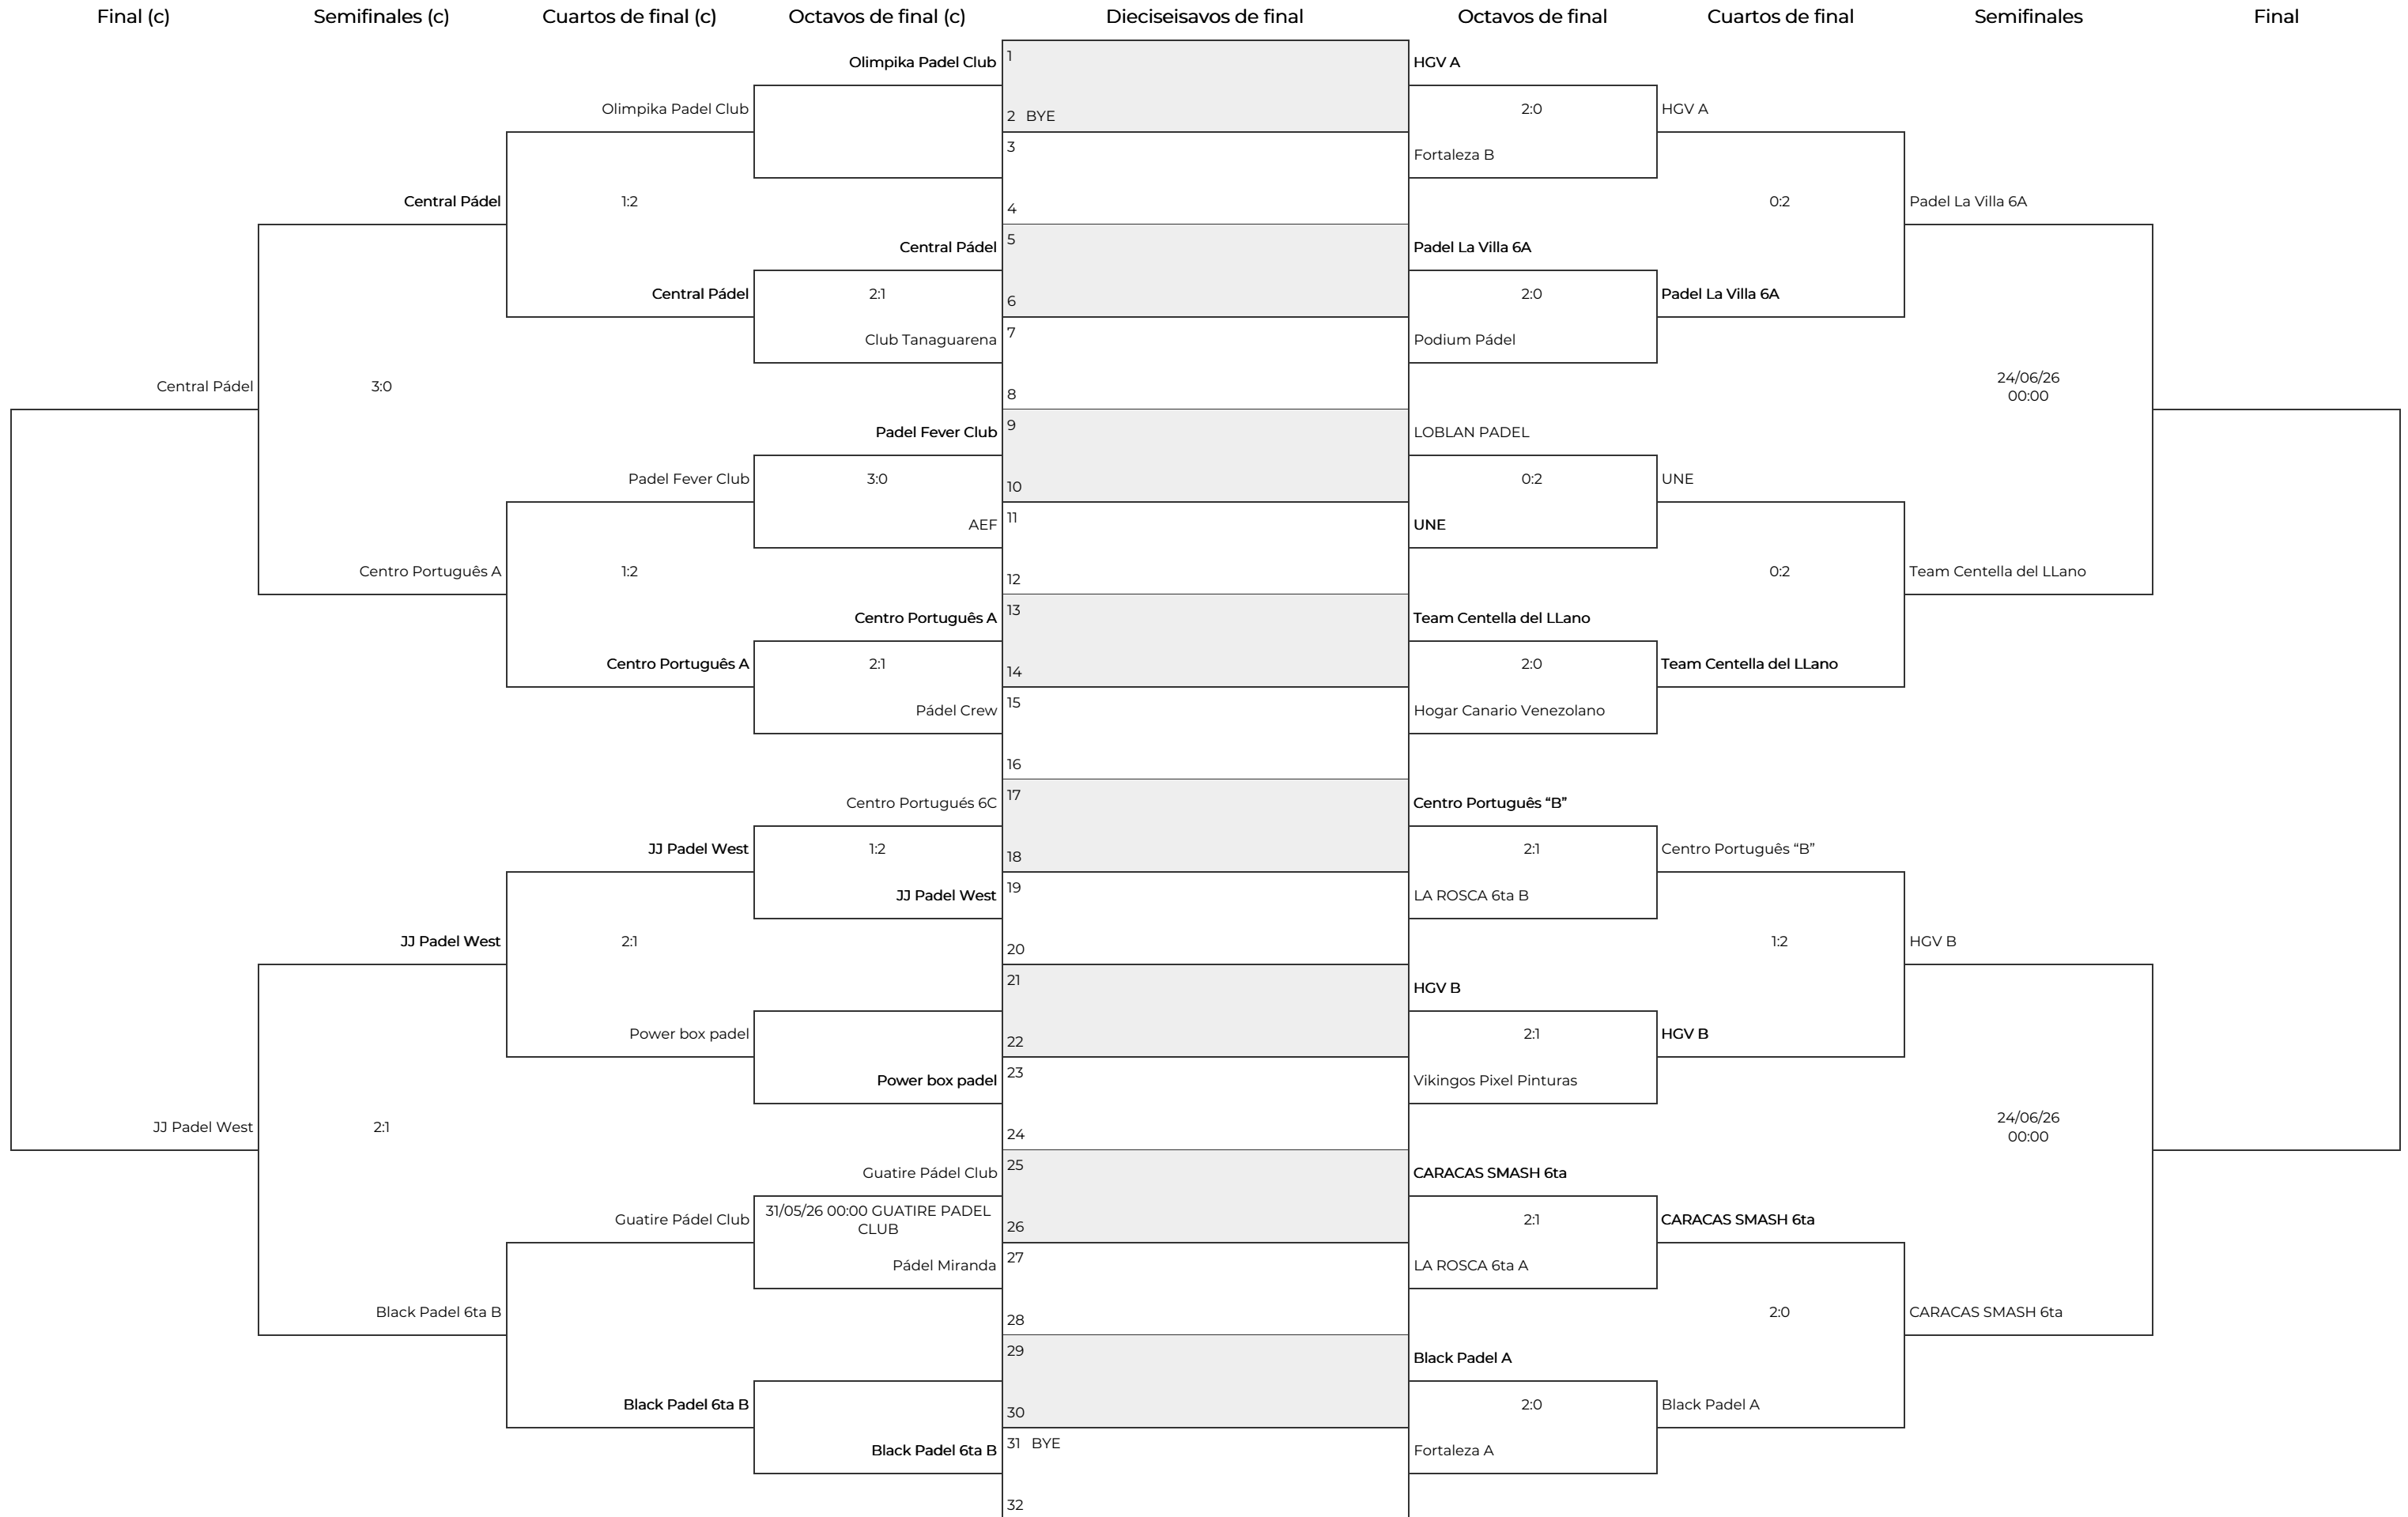 Final (c) Semifinales (c) Cuartos de final (c) Octavos de final (c) Dieciseisavos de final Octavos de final Cuartos de final Semifinales Final
Olimpika Padel Club 1 HGV A
Olimpika Padel Club 2 BYE 2:0 HGV A
3 Fortaleza B
Central Pádel 1:2 4 0:2 Padel La Villa 6A
Central Pádel 5 Padel La Villa 6A
Central Pádel 2:1 6 2:0 Padel La Villa 6A
Club Tanaguarena 7 Podium Pádel
Central Pádel 3:0 8 24/06/26
00:00
Padel Fever Club 9 LOBLAN PADEL
Padel Fever Club 3:0 10 0:2 UNE
AEF 11 UNE
Centro Português A 1:2 12 0:2 Team Centella del LLano
Centro Português A 13 Team Centella del LLano
Centro Português A 2:1 14 2:0 Team Centella del LLano
Pádel Crew 15 Hogar Canario Venezolano
16
Centro Portugués 6C 17 Centro Português “B”
JJ Padel West 1:2 18 2:1 Centro Português “B”
JJ Padel West 19 LA ROSCA 6ta B
JJ Padel West 2:1 20 1:2 HGV B
21 HGV B
Power box padel 22 2:1 HGV B
Power box padel 23 Vikingos Pixel Pinturas
JJ Padel West 2:1 24 24/06/26
00:00
Guatire Pádel Club 25 CARACAS SMASH 6ta
Guatire Pádel Club 31/05/26 00:00 GUATIRE PADEL
CLUB 26 2:1 CARACAS SMASH 6ta
Pádel Miranda 27 LA ROSCA 6ta A
Black Padel 6ta B 28 2:0 CARACAS SMASH 6ta
29 Black Padel A
Black Padel 6ta B 30 2:0 Black Padel A
Black Padel 6ta B 31 BYE Fortaleza A
32